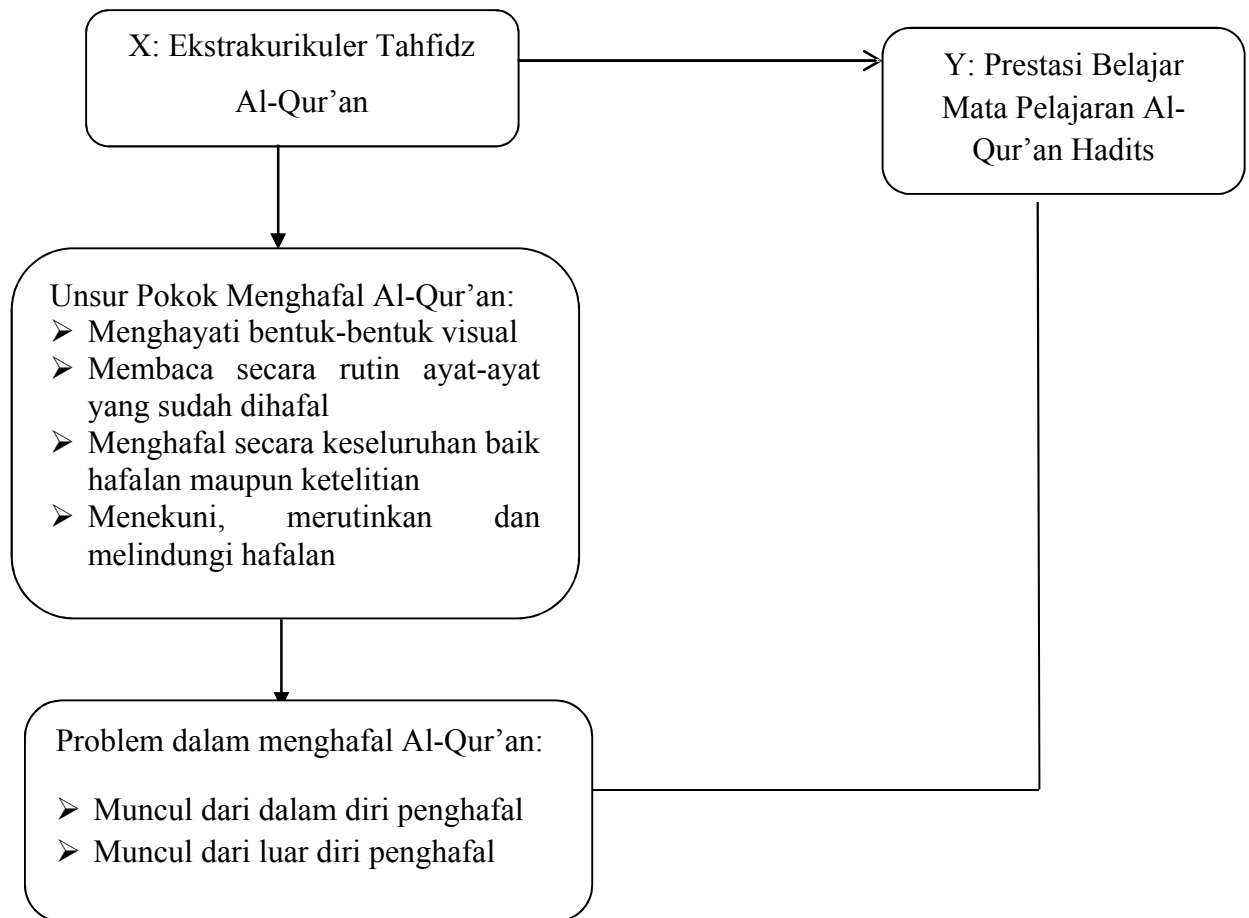 X: Ekstrakurikuler Tahfidz
Al-Qur’an
Y: Prestasi Belajar
Mata Pelajaran Al-
Qur’an Hadits
Unsur Pokok Menghafal Al-Qur’an:
➢ Menghayati bentuk-bentuk visual
➢ Membaca secara rutin ayat-ayat
yang sudah dihafal
➢ Menghafal secara keseluruhan baik
hafalan maupun ketelitian
➢ Menekuni, merutinkan dan
melindungi hafalan
Problem dalam menghafal Al-Qur’an:
➢ Muncul dari dalam diri penghafal
➢ Muncul dari luar diri penghafal